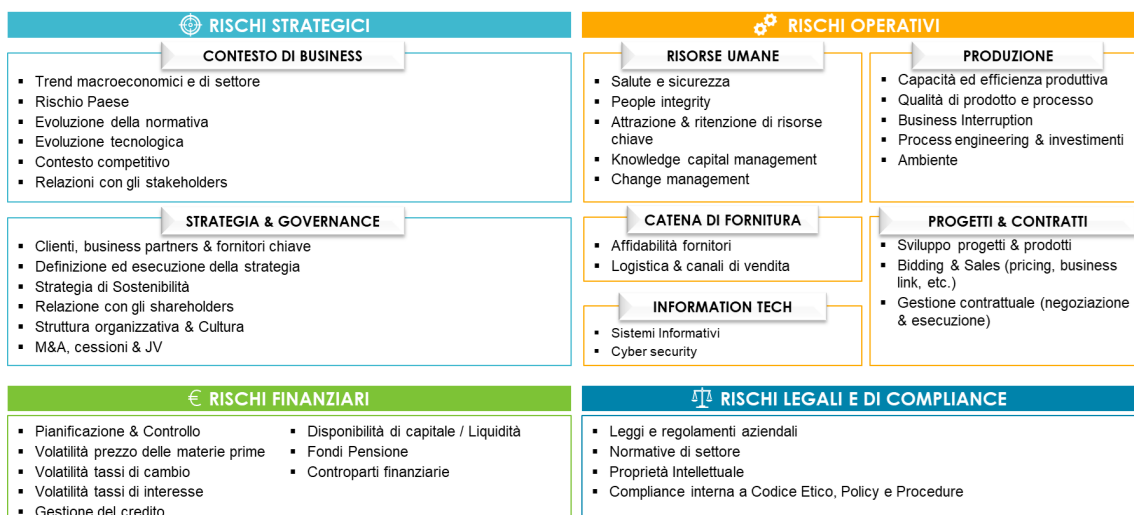 RISCHI STRATEGICI
CONTESTO DI BUSINESS
▪ Trend macroeconomici e di settore
▪ Rischio Paese
▪ Evoluzione della normativa
▪ Evoluzione tecnologica
▪ Contesto competitivo
▪ Relazioni con gli stakeholders
STRATEGIA & GOVERNANCE
▪ Clienti, business partners & fornitori chiave
▪ Definizione ed esecuzione della strategia
▪ Strategia di Sostenibilità
▪ Relazione con gli shareholders
▪ Struttura organizzativa & Cultura
▪ M&A, cessioni & JV
RISCHI OPERATIVI
RISORSE UMANE
▪ Salute e sicurezza
▪ People integrity
▪ Attrazione & ritenzione di risorse
chiave
▪ Knowledge capital management
▪ Change management
PRODUZIONE
▪ Capacità ed efficienza produttiva
▪ Qualità di prodotto e processo
▪ Business Interruption
▪ Process engineering & investimenti
▪ Ambiente
CATENA DI FORNITURA
▪ Affidabilità fornitori
▪ Logistica & canali di vendita
INFORMATION TECH
▪ Sistemi Informativi
▪ Cyber security
PROGETTI & CONTRATTI
▪ Sviluppo progetti & prodotti
▪ Bidding & Sales (pricing, business
link, etc.)
▪ Gestione contrattuale (negoziazione
& esecuzione)
€ RISCHI FINANZIARI
▪ Pianificazione & Controllo
▪ Volatilità prezzo delle materie prime
▪ Volatilità tassi di cambio
▪ Volatilità tassi di interesse
▪ Gestione del credito
▪ Disponibilità di capitale / Liquidità
▪ Fondi Pensione
▪ Controparti finanziarie
RISCHI LEGALI E DI COMPLIANCE
▪ Leggi e regolamenti aziendali
▪ Normative di settore
▪ Proprietà Intellettuale
▪ Compliance interna a Codice Etico, Policy e Procedure